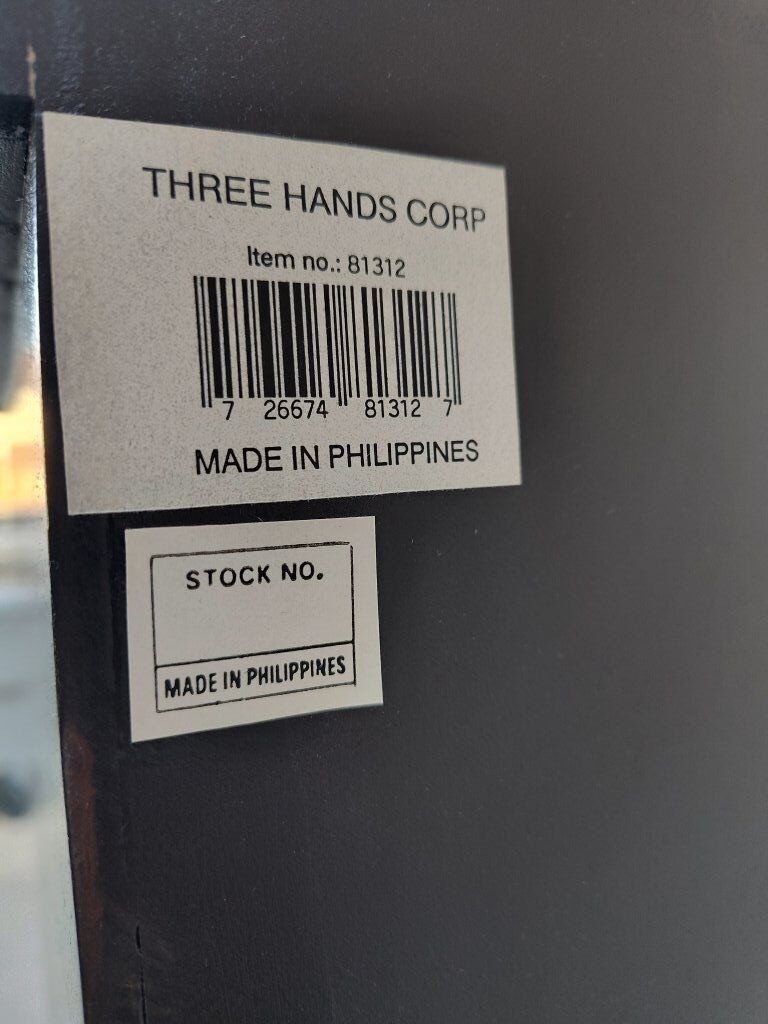 THREE HANDS CORP
Item no.: 81312
7 26674 81312 7
MADE IN PHILIPPINES
STOCK NO.
MADE IN PHILIPPINES